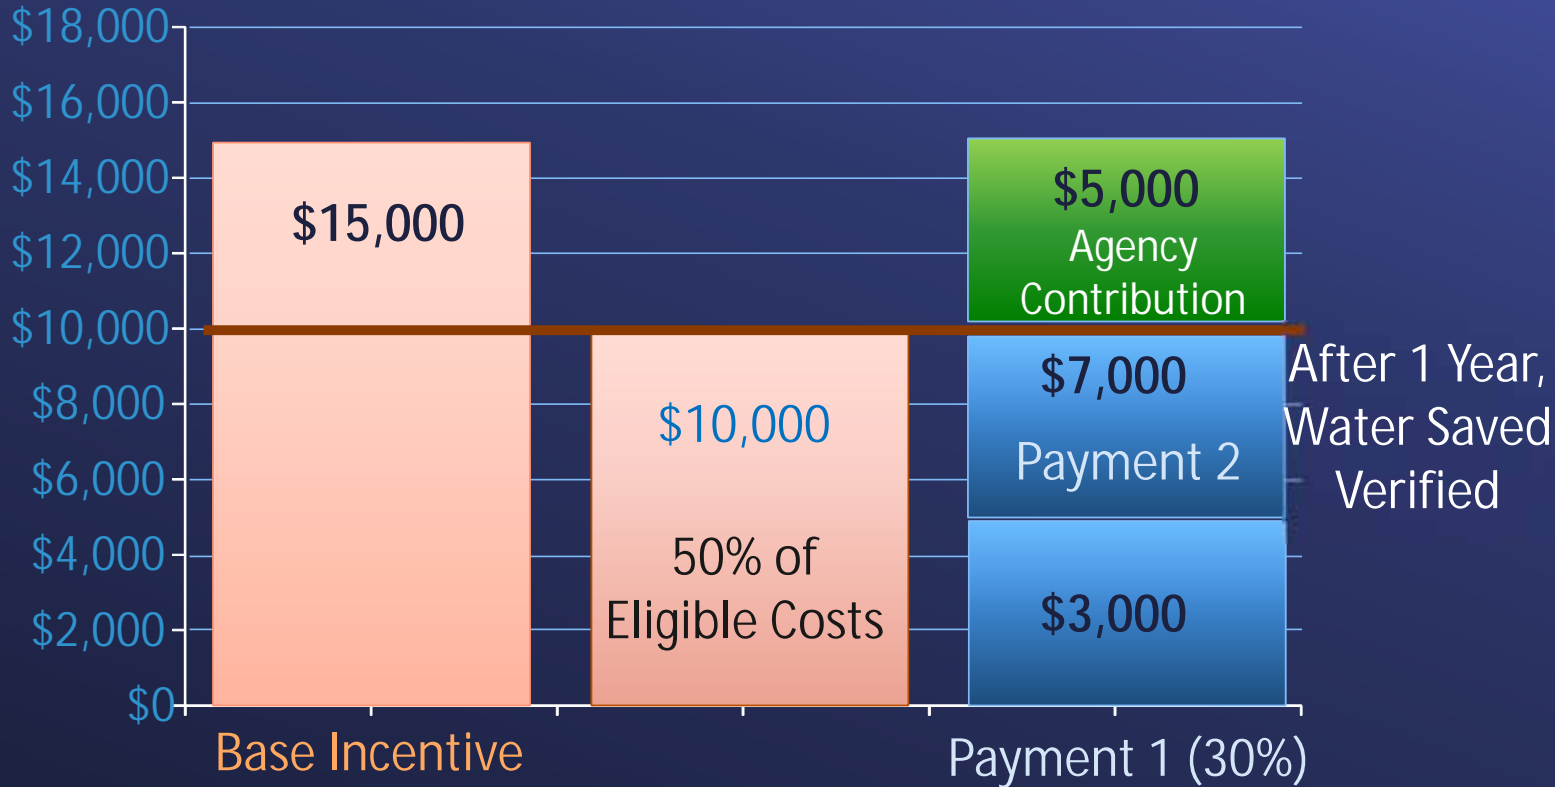 $18,000
$16,000
$14,000
$12,000
$10,000
$8,000
$6,000
$4,000
$2,000
$0
$15,000
Base Incentive
$10,000
50% of
Eligible Costs
$5,000
Agency
Contribution
$7,000
Payment 2
$3,000
Payment 1 (30%)
After 1 Year,
Water Saved
Verified